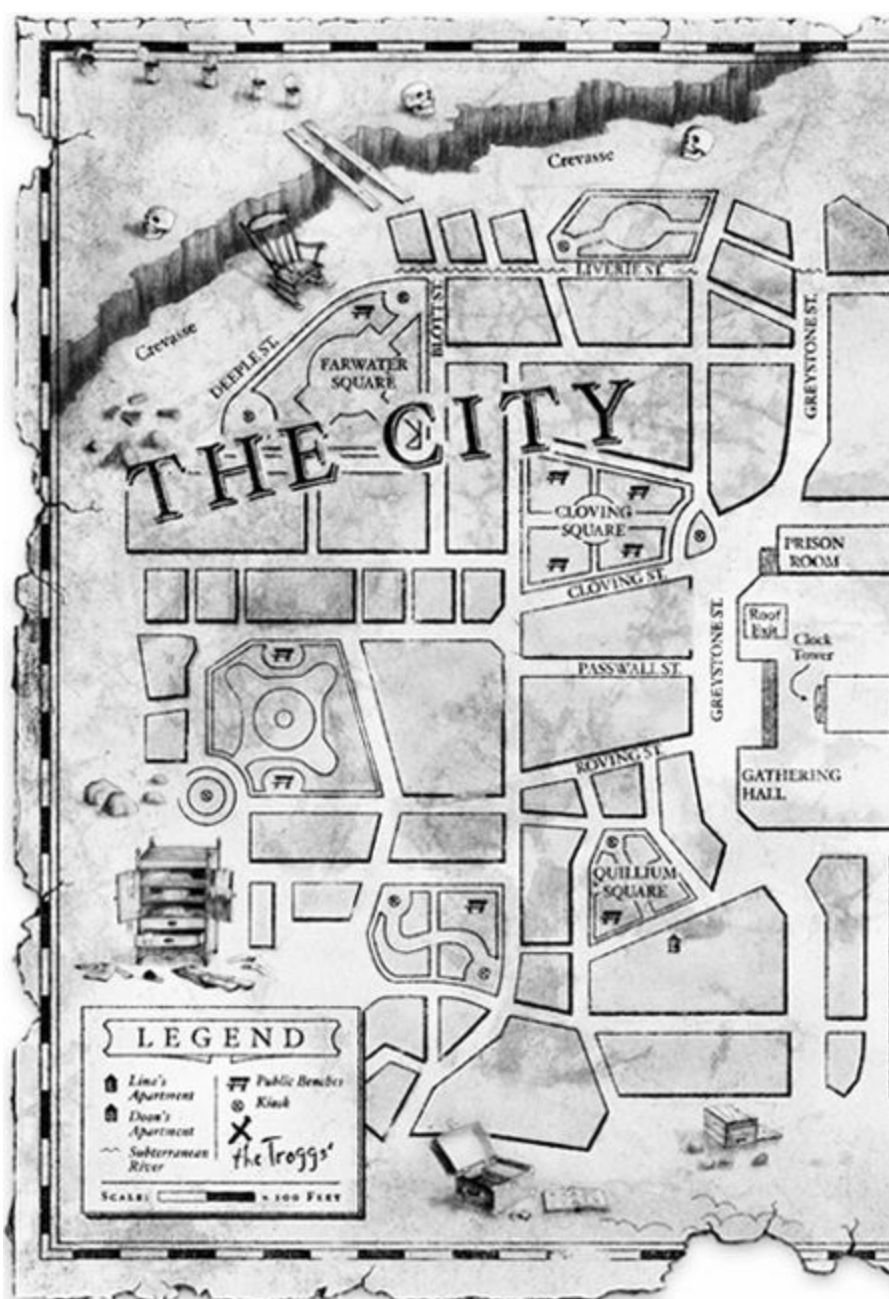 Crevasse
LIVERIE ST.
Crevasse
DEEPLE ST.
BLOTT ST.
GREYSTONE ST.
FARWATER
SQUARE
THE CITY
CLOVING
SQUARE
PRISON
ROOM
CLOVING ST.
Roof
Exit
Clock
Tower
GREYSTONE ST.
PASSWALL ST.
ROVING ST.
GATHERING
HALL
QUILLIUM
SQUARE
LEGEND
Lina's
Apartment
Doon's
Apartment
Subterranean
River
Public Benches
Kiosk
the Troggs'
SCALE: = 300 FEET